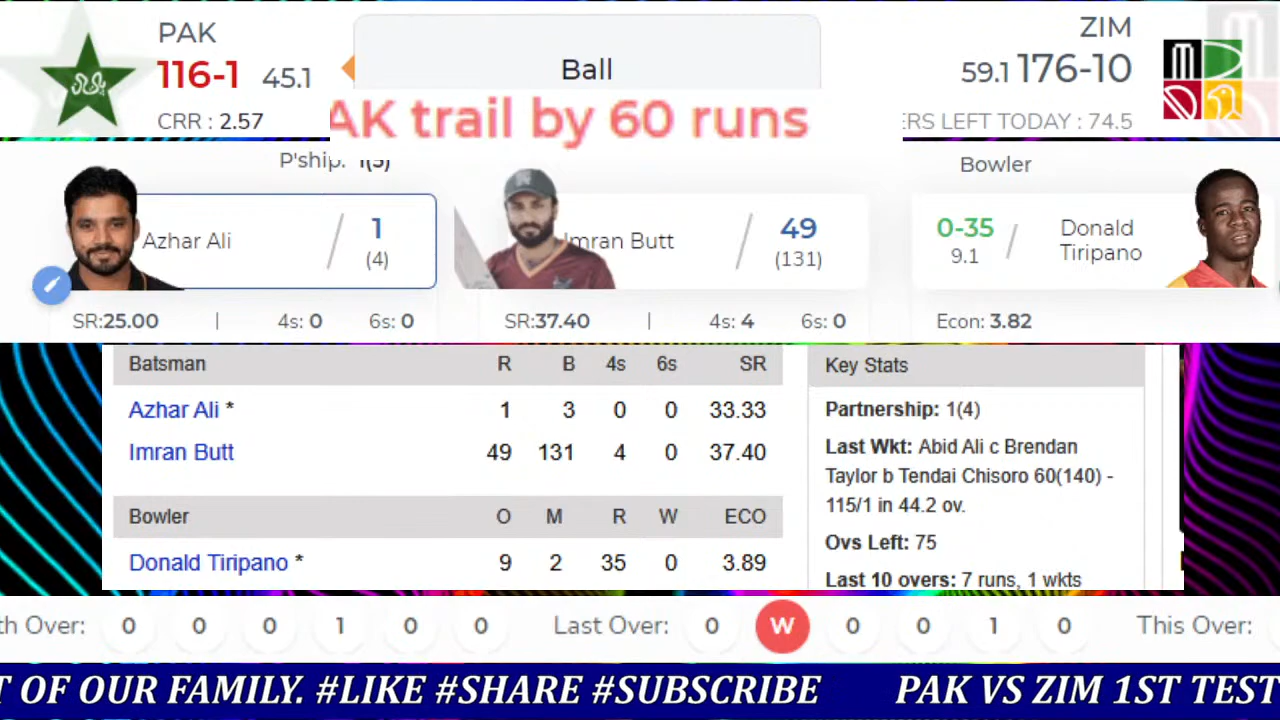 PAK
116-1 45.1
CRR : 2.57
Ball
AK trail by 60 runs
ZIM
59.1 176-10
ERS LEFT TODAY : 74.5
P'ship: 1(5)
Azhar Ali
1
(4)
SR:25.00 | 4s: 0 6s: 0
Imran Butt
49
(131)
SR:37.40 | 4s: 4 6s: 0
Bowler
0-35
9.1
Donald
Tiripano
Econ: 3.82
Batsman R B 4s 6s SR
Azhar Ali * 1 3 0 0 33.33
Imran Butt 49 131 4 0 37.40
Bowler O M R W ECO
Donald Tiripano * 9 2 35 0 3.89
Key Stats
Partnership: 1(4)
Last Wkt: Abid Ali c Brendan
Taylor b Tendai Chisoro 60(140) -
115/1 in 44.2 ov.
Ovs Left: 75
Last 10 overs: 7 runs, 1 wkts
th Over: 0 0 0 1 0 0 Last Over: 0 W 0 0 1 0 This Over:
T OF OUR FAMILY. #LIKE #SHARE #SUBSCRIBE PAK VS ZIM 1ST TEST